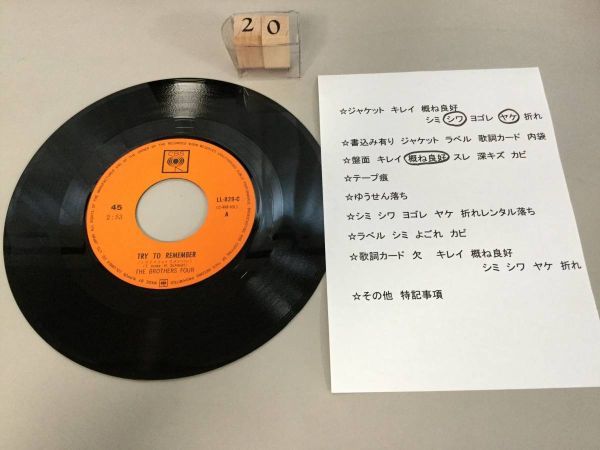 20
CBS
45
2:53
LL-829-C
A
TRY TO REMEMBER
THE BROTHERS FOUR
☆ジャケット キレイ 概ね良好
シミ シワ ヨゴレ ヤケ 折れ
☆書込み有り ジャケット ラベル 歌詞カード 内袋
☆盤面 キレイ 概ね良好 スレ 深キズ カビ
☆テープ痕
☆ゆうせん落ち
☆シミ シワ ヨゴレ ヤケ 折れレンタル落ち
☆ラベル シミ よごれ カビ
☆歌詞カード 欠 キレイ 概ね良好
シミ シワ ヤケ 折れ
☆その他 特記事項